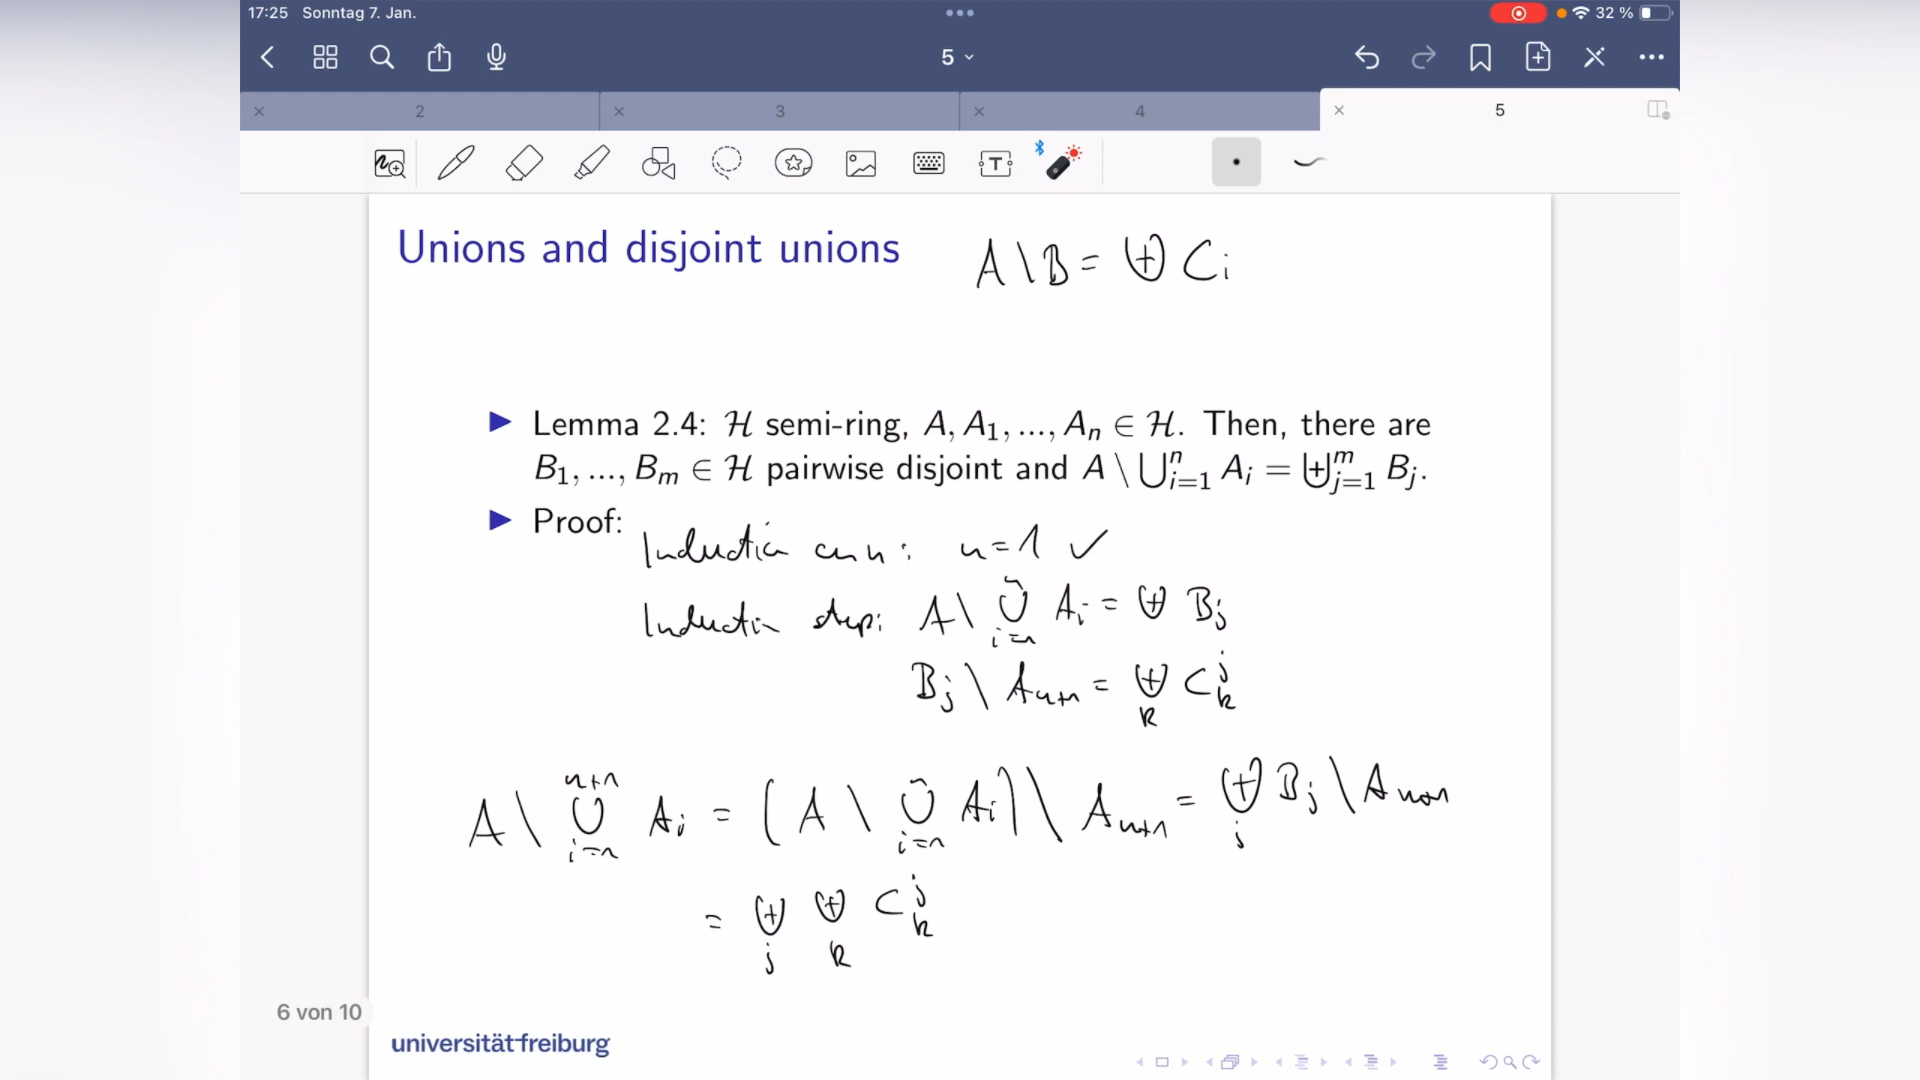 17:25 Sonntag 7. Jan.
32 %
5
2 3 4 5
T
Unions and disjoint unions A \ B = ⊎ Cᵢ
▶ Lemma 2.4: ℋ semi-ring, A, A₁, ..., Aₙ ∈ ℋ. Then, there are
B₁, ..., Bₘ ∈ ℋ pairwise disjoint and A \ ⋃ⁿᵢ₌₁ Aᵢ = ⊎ᵐⱼ₌₁ Bⱼ.
▶ Proof:
Induction on n: n=1 ✓
Induction step: A \ ⋃ⁿᵢ₌₁ Aᵢ = ⊎ Bⱼ
Bⱼ \ Aₙ₊₁ = ⊎ₖ Cₖʲ
A \ ⋃ⁿ⁺¹ᵢ₌₁ Aᵢ = (A \ ⋃ⁿᵢ₌₁ Aᵢ) \ Aₙ₊₁ = ⊎ⱼ Bⱼ \ Aₙ₊₁
= ⊎ⱼ ⊎ₖ Cₖʲ
6 von 10
universität freiburg